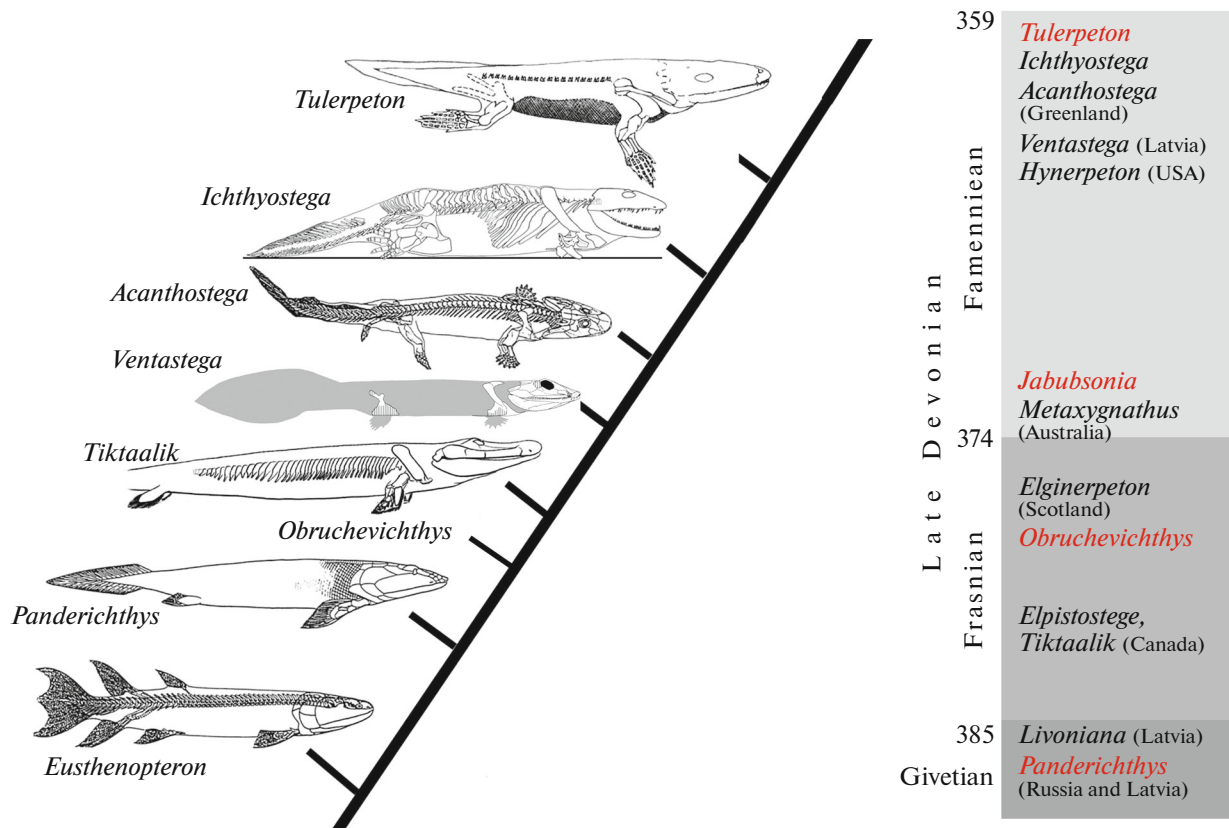 Tulerpeton
Ichthyostega
Acanthostega
Ventastega
Tiktaalik
Obruchevichthys
Panderichthys
Eusthenopteron
Late Devonian
Famenniean
Frasnian
Givetian
359
374
385
Tulerpeton
Ichthyostega
Acanthostega
(Greenland)
Ventastega (Latvia)
Hynerpeton (USA)
Jabubsonia
Metaxygnathus
(Australia)
Elginerpeton
(Scotland)
Obruchevichthys
Elpistostege,
Tiktaalik (Canada)
Livoniana (Latvia)
Panderichthys
(Russia and Latvia)